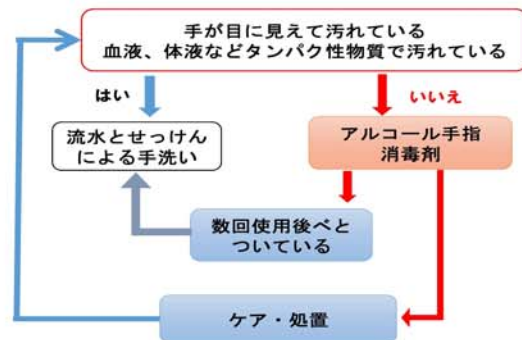 手が目に見えて汚れている
血液、体液などタンパク性物質で汚れている
はい
いいえ
流水とせっけん
による手洗い
アルコール手指
消毒剤
数回使用後べと
ついている
ケア・処置